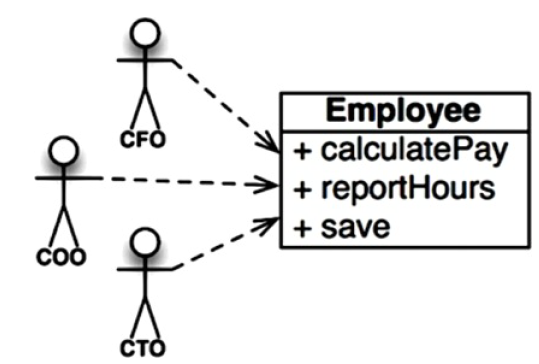 CFO
Employee
+ calculatePay
+ reportHours
COO
+ save
CTO